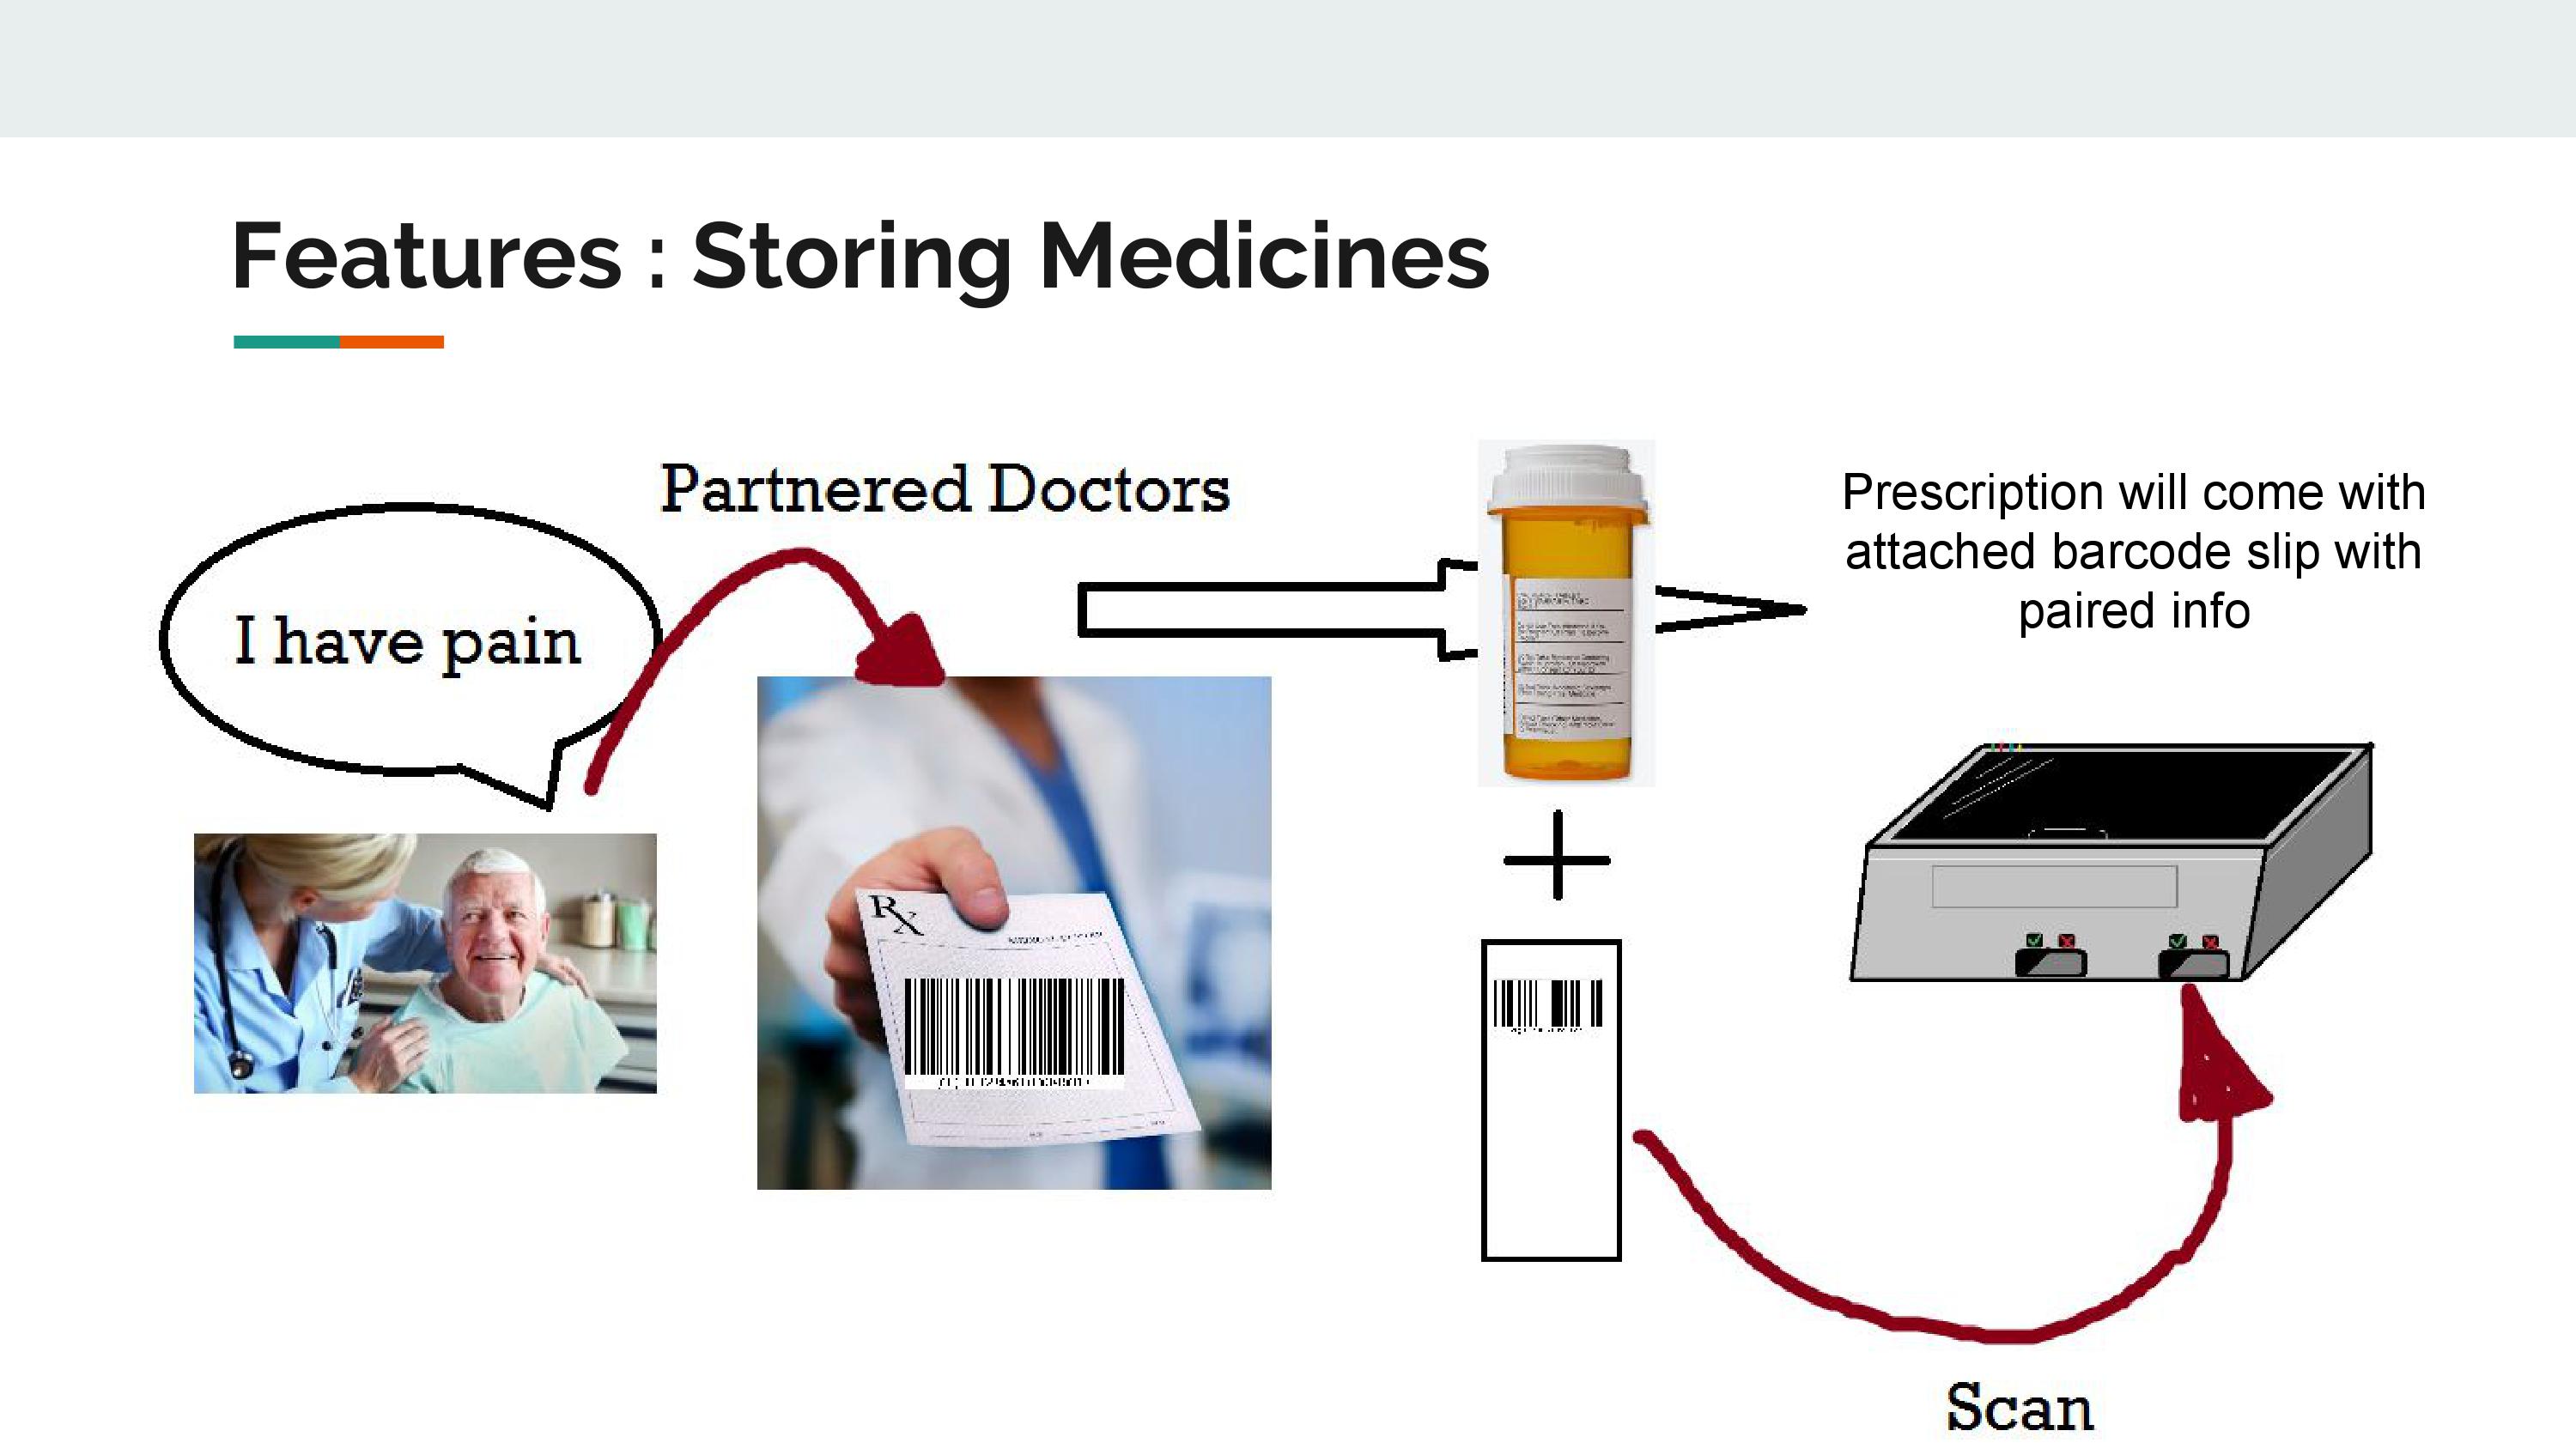 Features : Storing Medicines
Partnered Doctors
I have pain
Prescription will come with
attached barcode slip with
paired info
Rx
Scan